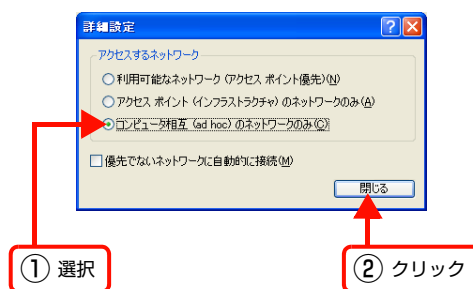 詳細設定
アクセスするネットワーク
利用可能なネットワーク (アクセス ポイント優先)(N)
アクセス ポイント (インフラストラクチャ) のネットワークのみ(A)
コンピュータ相互 (ad hoc) のネットワークのみ(C)
優先でないネットワークに自動的に接続(M)
閉じる
① 選択
② クリック